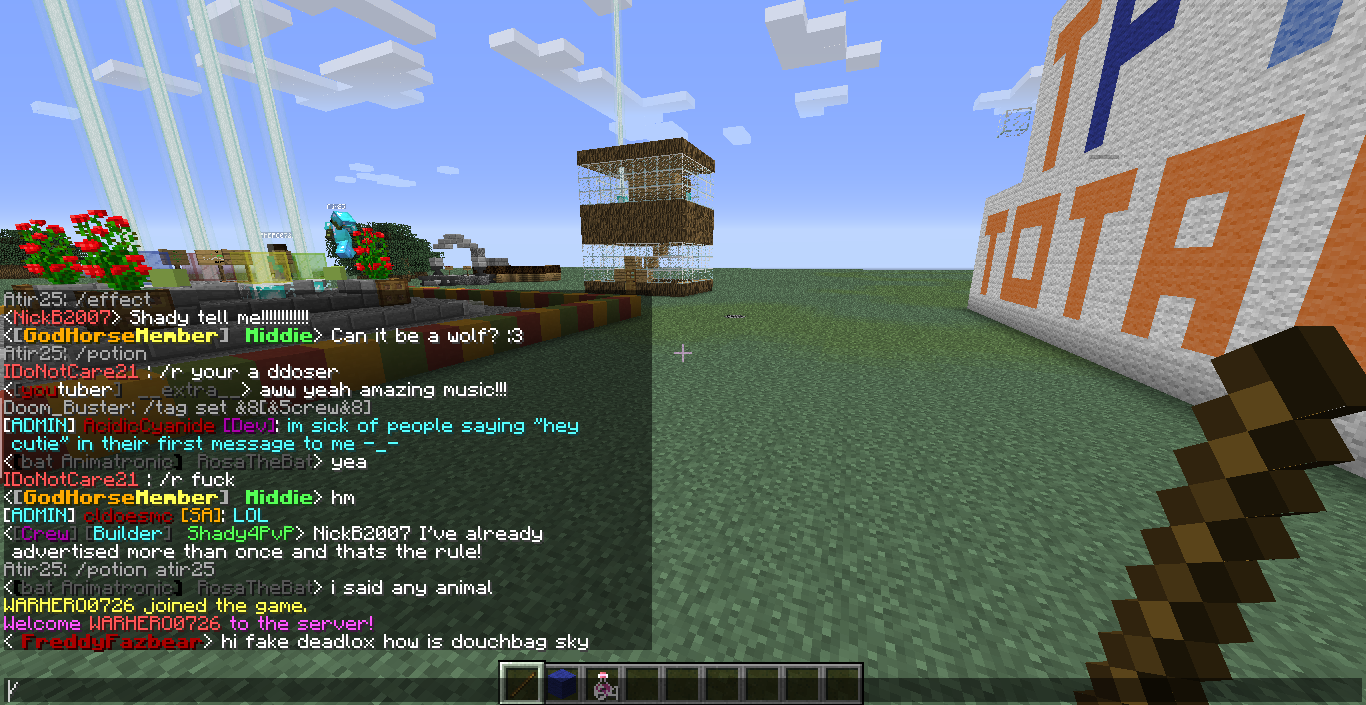 TP
TOTA
Atir25: /effect
<NickB2007> Shady tell me!!!!!!!!!!!!
<[GodHorseMember] Middie> Can it be a wolf? :3
Atir25: /potion
IDoNotCare21 : /r your a ddoser
<[youtuber] __extra__> aww yeah amazing music!!!
Doom_Buster: /tag set &8[&5crew&8]
[ADMIN] AcidicCyanide [Dev]: im sick of people saying "hey
cutie" in their first message to me -_-
<[bat Animatronic] RosaTheBat> yea
IDoNotCare21 : /r fuck
<[GodHorseMember] Middie> hm
[ADMIN] cldoesmc [SA]: LOL
<[Crew] [Builder] Shady4PvP> NickB2007 I've already
advertised more than once and thats the rule!
Atir25: /potion atir25
<[bat Animatronic] RosaTheBat> i said any animal
WARHERO0726 joined the game.
Welcome WARHERO0726 to the server!
< FreddyFazbear> hi fake deadlox how is douchbag sky
/